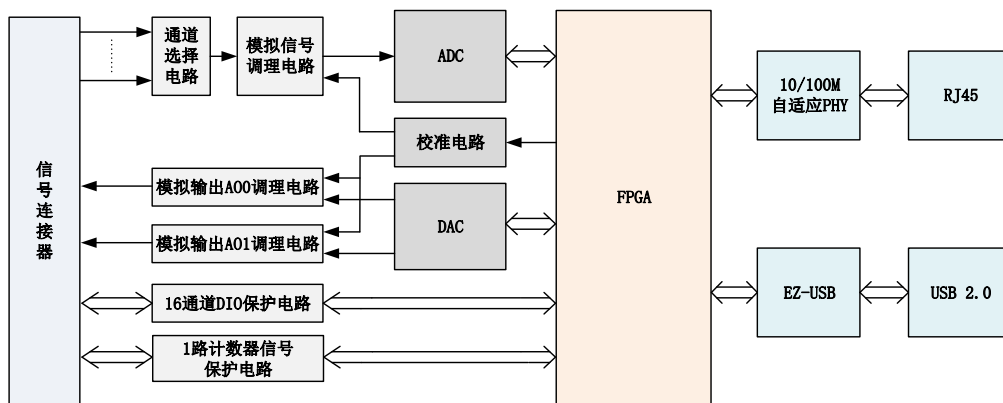 信
号
连
接
器
通道
选择
电路
模拟信号
调理电路
ADC
校准电路
模拟输出AO0调理电路
DAC
模拟输出AO1调理电路
16通道DIO保护电路
1路计数器信号
保护电路
FPGA
10/100M
自适应PHY
RJ45
EZ-USB
USB 2.0